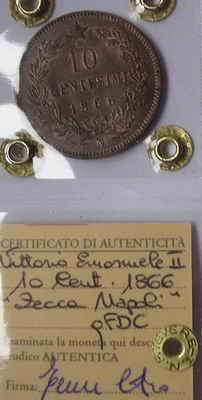 10
CENTESIMI
1866
N
CERTIFICATO DI AUTENTICITÀ
Vittorio Emanuele II
10 Cent. 1866
"Zecca Napoli"
qFDC
Esaminata la moneta qui desc
giudico AUTENTICA
Firma: